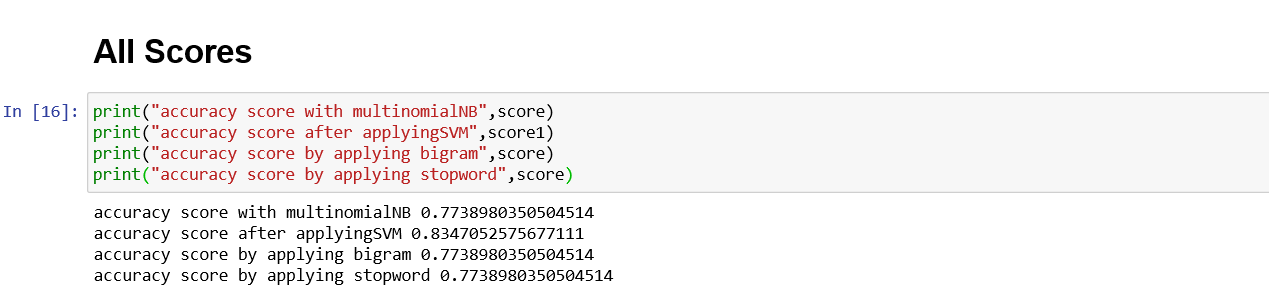 All Scores
In [16]:
print("accuracy score with multinomialNB",score)
print("accuracy score after applyingSVM",score1)
print("accuracy score by applying bigram",score)
print("accuracy score by applying stopword",score)
accuracy score with multinomialNB 0.7738980350504514
accuracy score after applyingSVM 0.8347052575677111
accuracy score by applying bigram 0.7738980350504514
accuracy score by applying stopword 0.7738980350504514